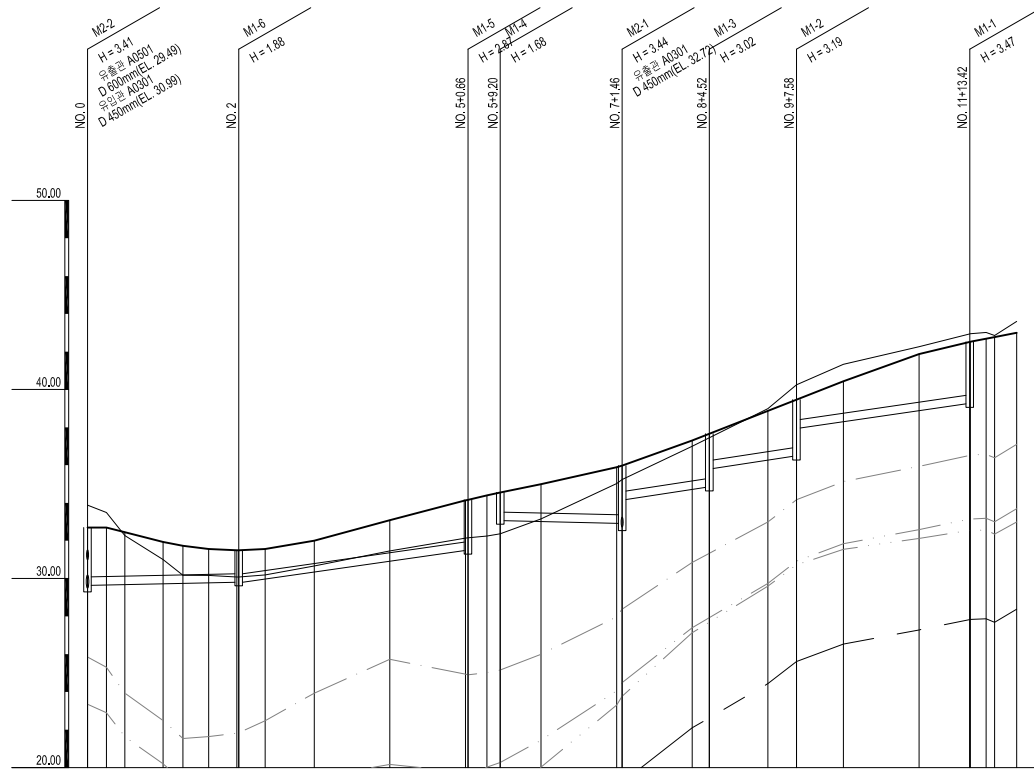 M2-2
H = 3.41
유출관 A0501
D 600mm(EL. 29.49)
유입관 A0301
D 450mm(EL. 30.99)
NO. 0
M1-6
H = 1.88
NO. 2
M1-5
H = 2.87
NO. 5+0.66
M1-4
H = 1.68
NO. 5+9.20
M2-1
H = 3.44
유출관 A0301
D 450mm(EL. 32.72)
NO. 7+1.46
M1-3
H = 3.02
NO. 8+4.52
M1-2
H = 3.19
NO. 9+7.58
M1-1
H = 3.47
NO. 11+13.42
50.00
40.00
30.00
20.00